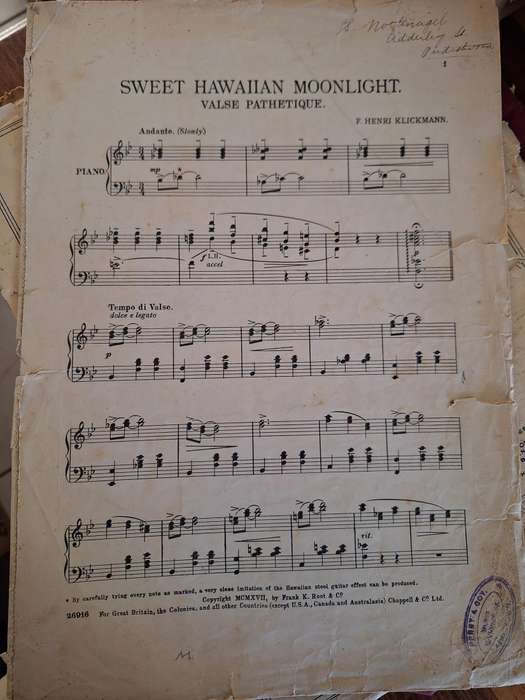 Adderley St
1
SWEET HAWAIIAN MOONLIGHT.
VALSE PATHETIQUE.
F. HENRI KLICKMANN.
Andante. (Slowly)
PIANO
mp
*
f L.H.
accel
Tempo di Valse.
dolce e legato
p
rit.
* By carefully tying every note as marked, a very close imitation of the Hawaiian steel guitar effect can be produced.
Copyright MCMXVII, by Frank K. Root & Co.
26916 For Great Britain, the Colonies, and all other Countries (except U.S.A., Canada and Australasia) Chappell & Co. Ltd.